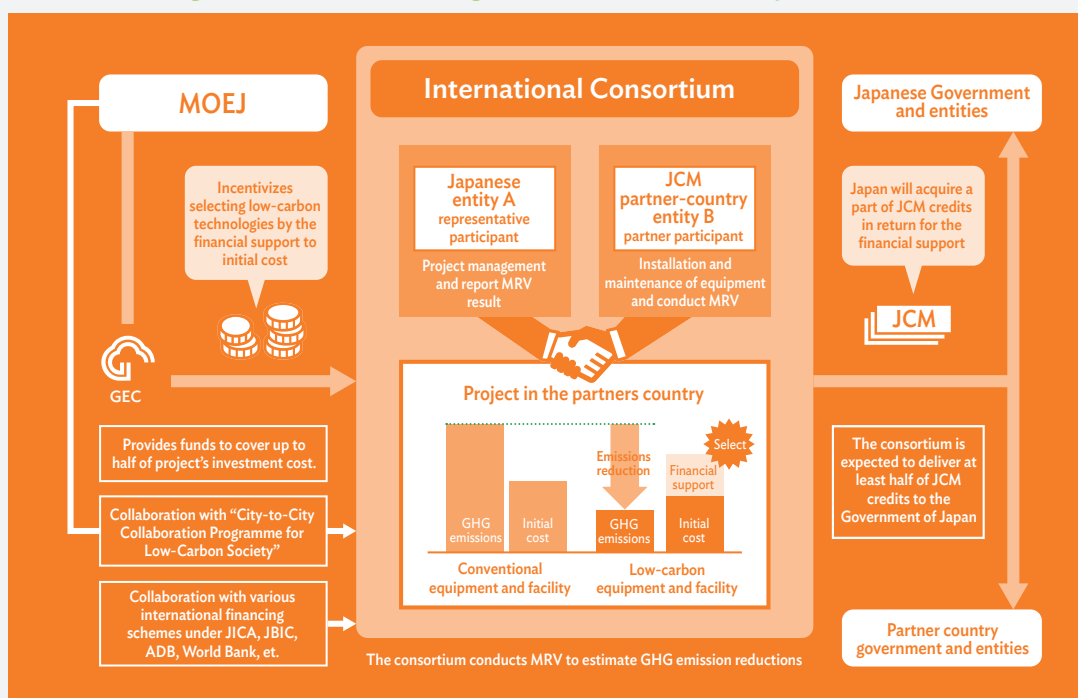 MOEJ
Incentivizes
selecting low-carbon
technologies by the
financial support to
initial cost
GEC
Provides funds to cover up to
half of project's investment cost.
Collaboration with “City-to-City
Collaboration Programme for
Low-Carbon Society”
Collaboration with various
international financing
schemes under JICA, JBIC,
ADB, World Bank, et.
International Consortium
Japanese
entity A
representative
participant
Project management
and report MRV
result
JCM
partner-country
entity B
partner participant
Installation and
maintenance of equipment
and conduct MRV
Project in the partners country
GHG
emissions
Initial
cost
Conventional
equipment and facility
Emissions
reduction
Select
Financial
support
GHG
emissions
Initial
cost
Low-carbon
equipment and facility
The consortium conducts MRV to estimate GHG emission reductions
Japanese Government
and entities
Japan will acquire a
part of JCM credits
in return for the
financial support
JCM
The consortium is
expected to deliver at
least half of JCM
credits to the
Government of Japan
Partner country
government and entities